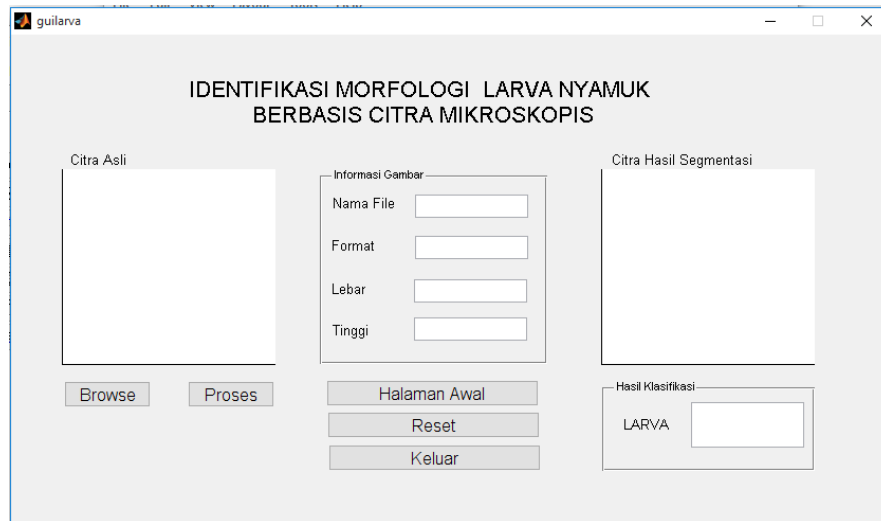 guilarva
IDENTIFIKASI MORFOLOGI LARVA NYAMUK
BERBASIS CITRA MIKROSKOPIS
Citra Asli
Informasi Gambar
Nama File
Format
Lebar
Tinggi
Citra Hasil Segmentasi
Browse
Proses
Halaman Awal
Reset
Keluar
Hasil Klasifikasi
LARVA